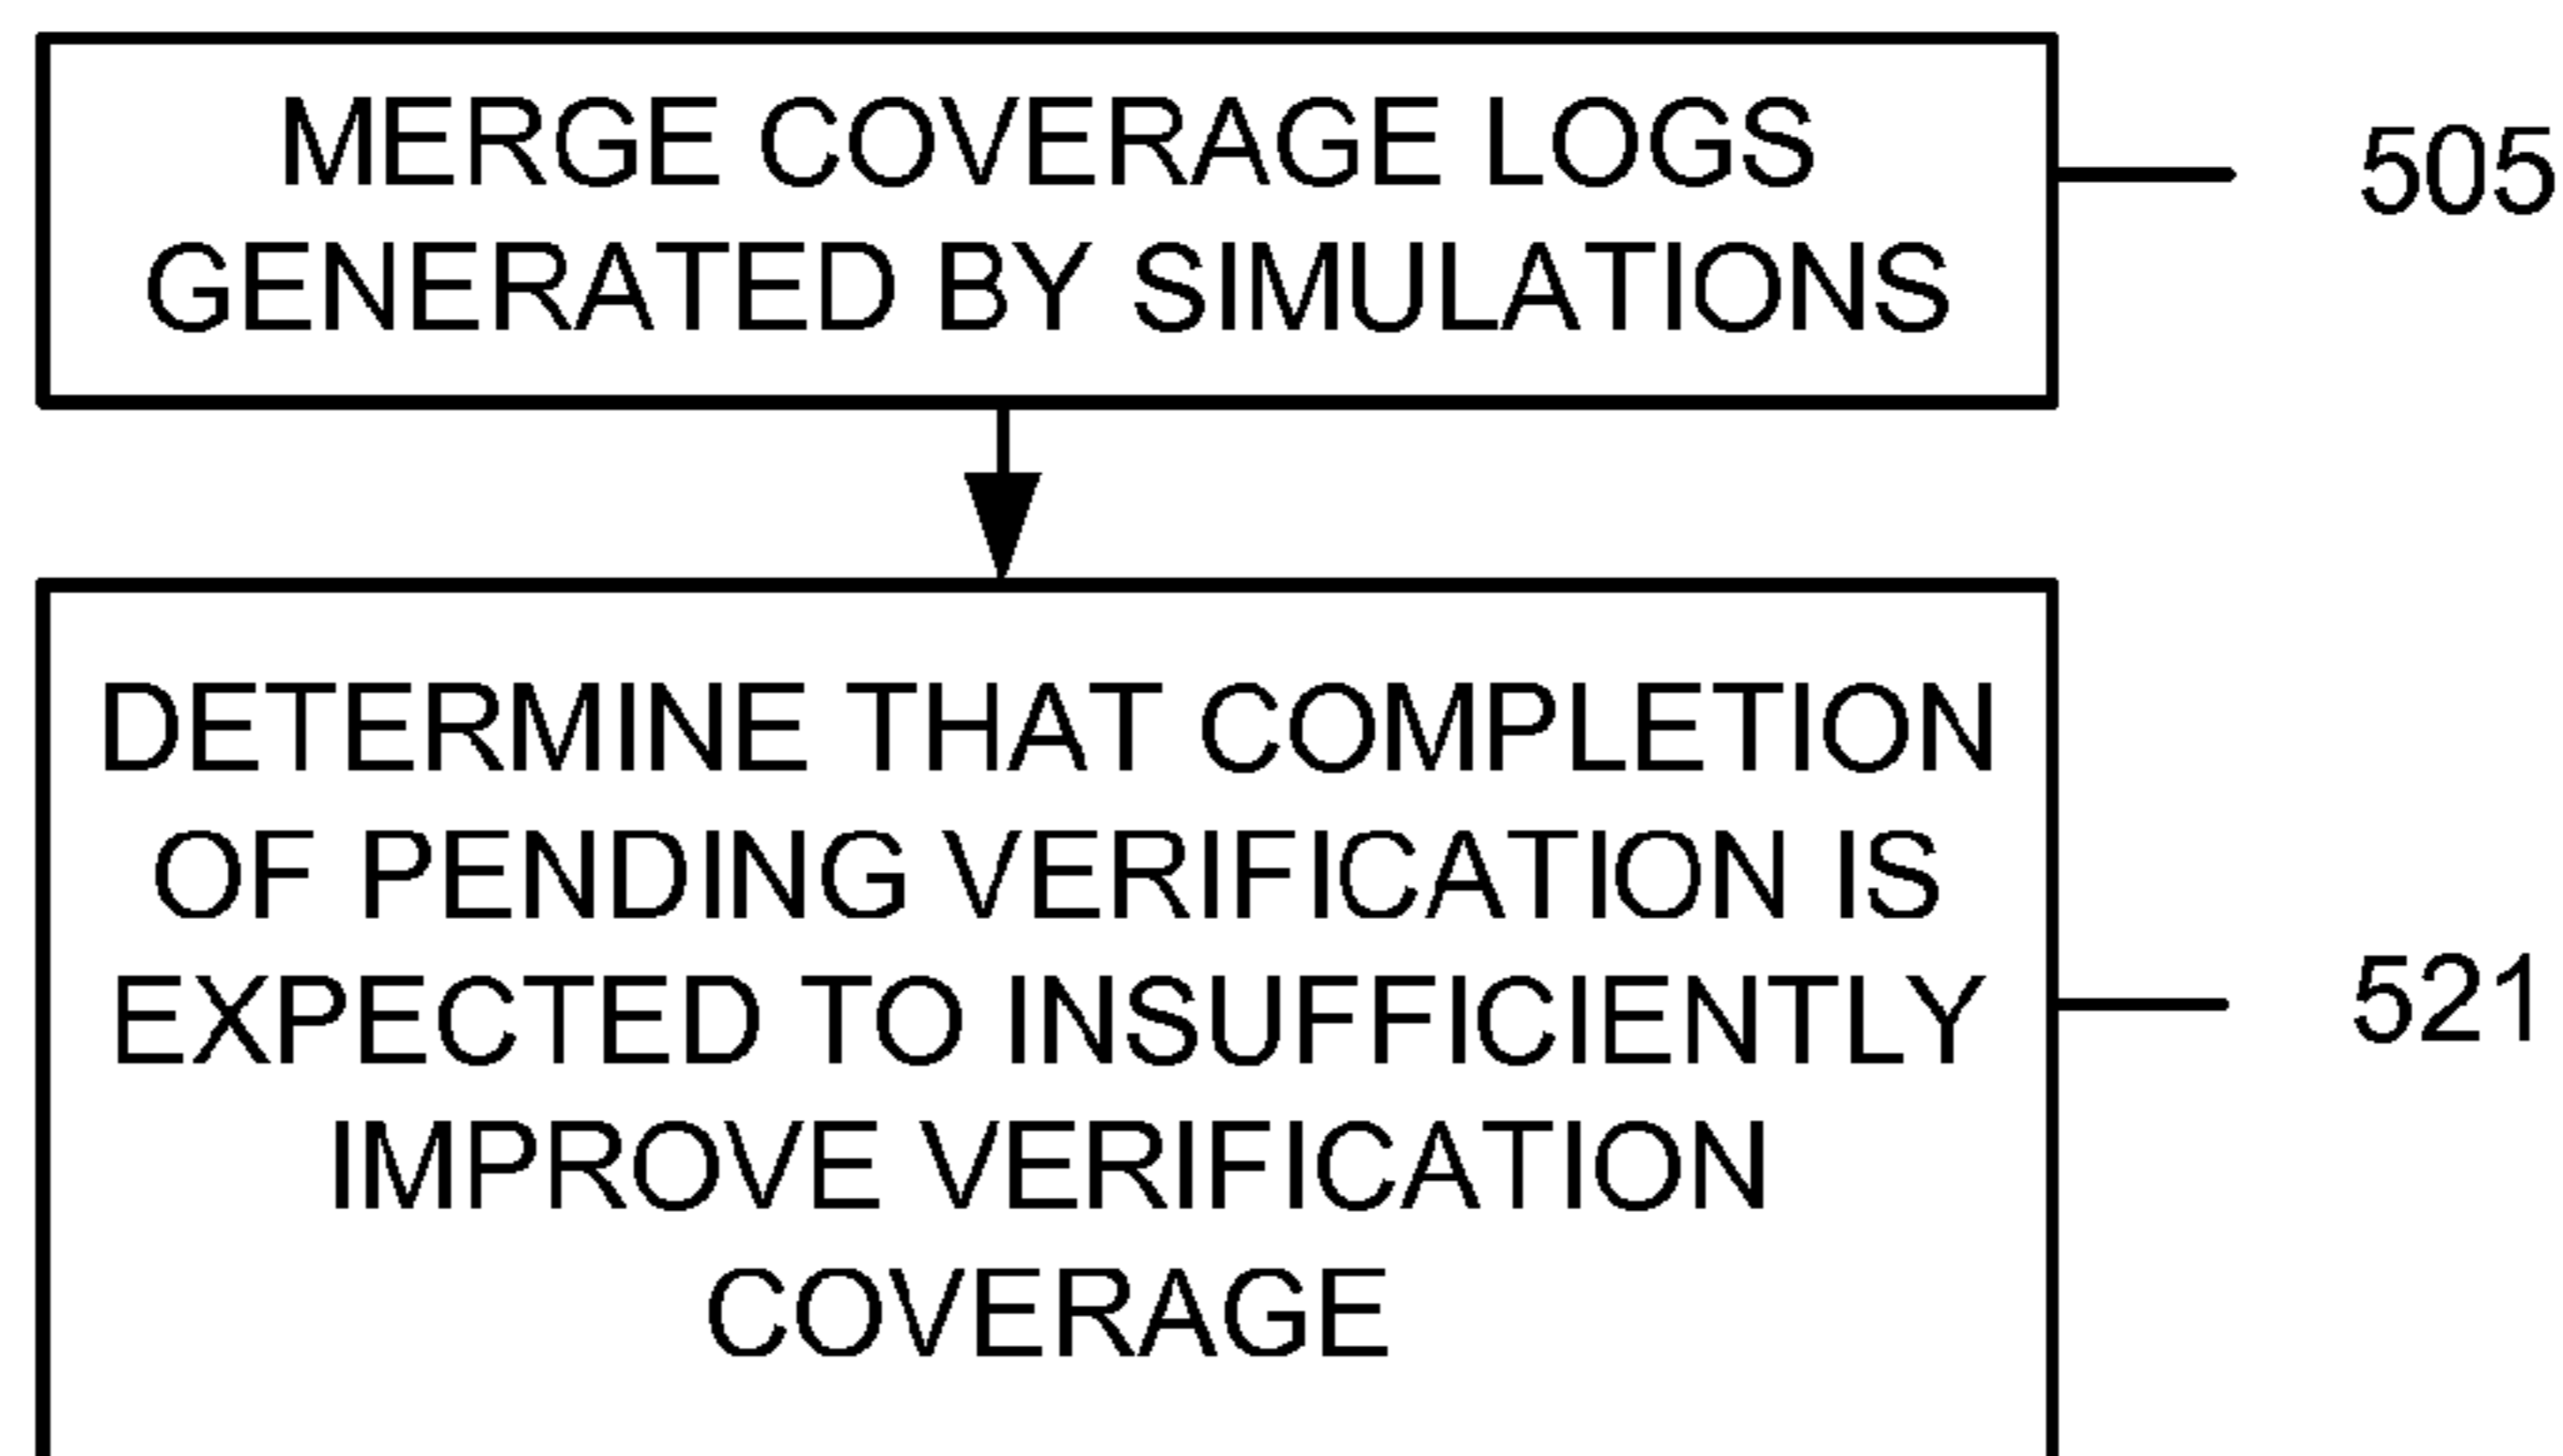 MERGE COVERAGE LOGS
GENERATED BY SIMULATIONS
505
DETERMINE THAT COMPLETION
OF PENDING VERIFICATION IS
EXPECTED TO INSUFFICIENTLY
IMPROVE VERIFICATION
COVERAGE
521